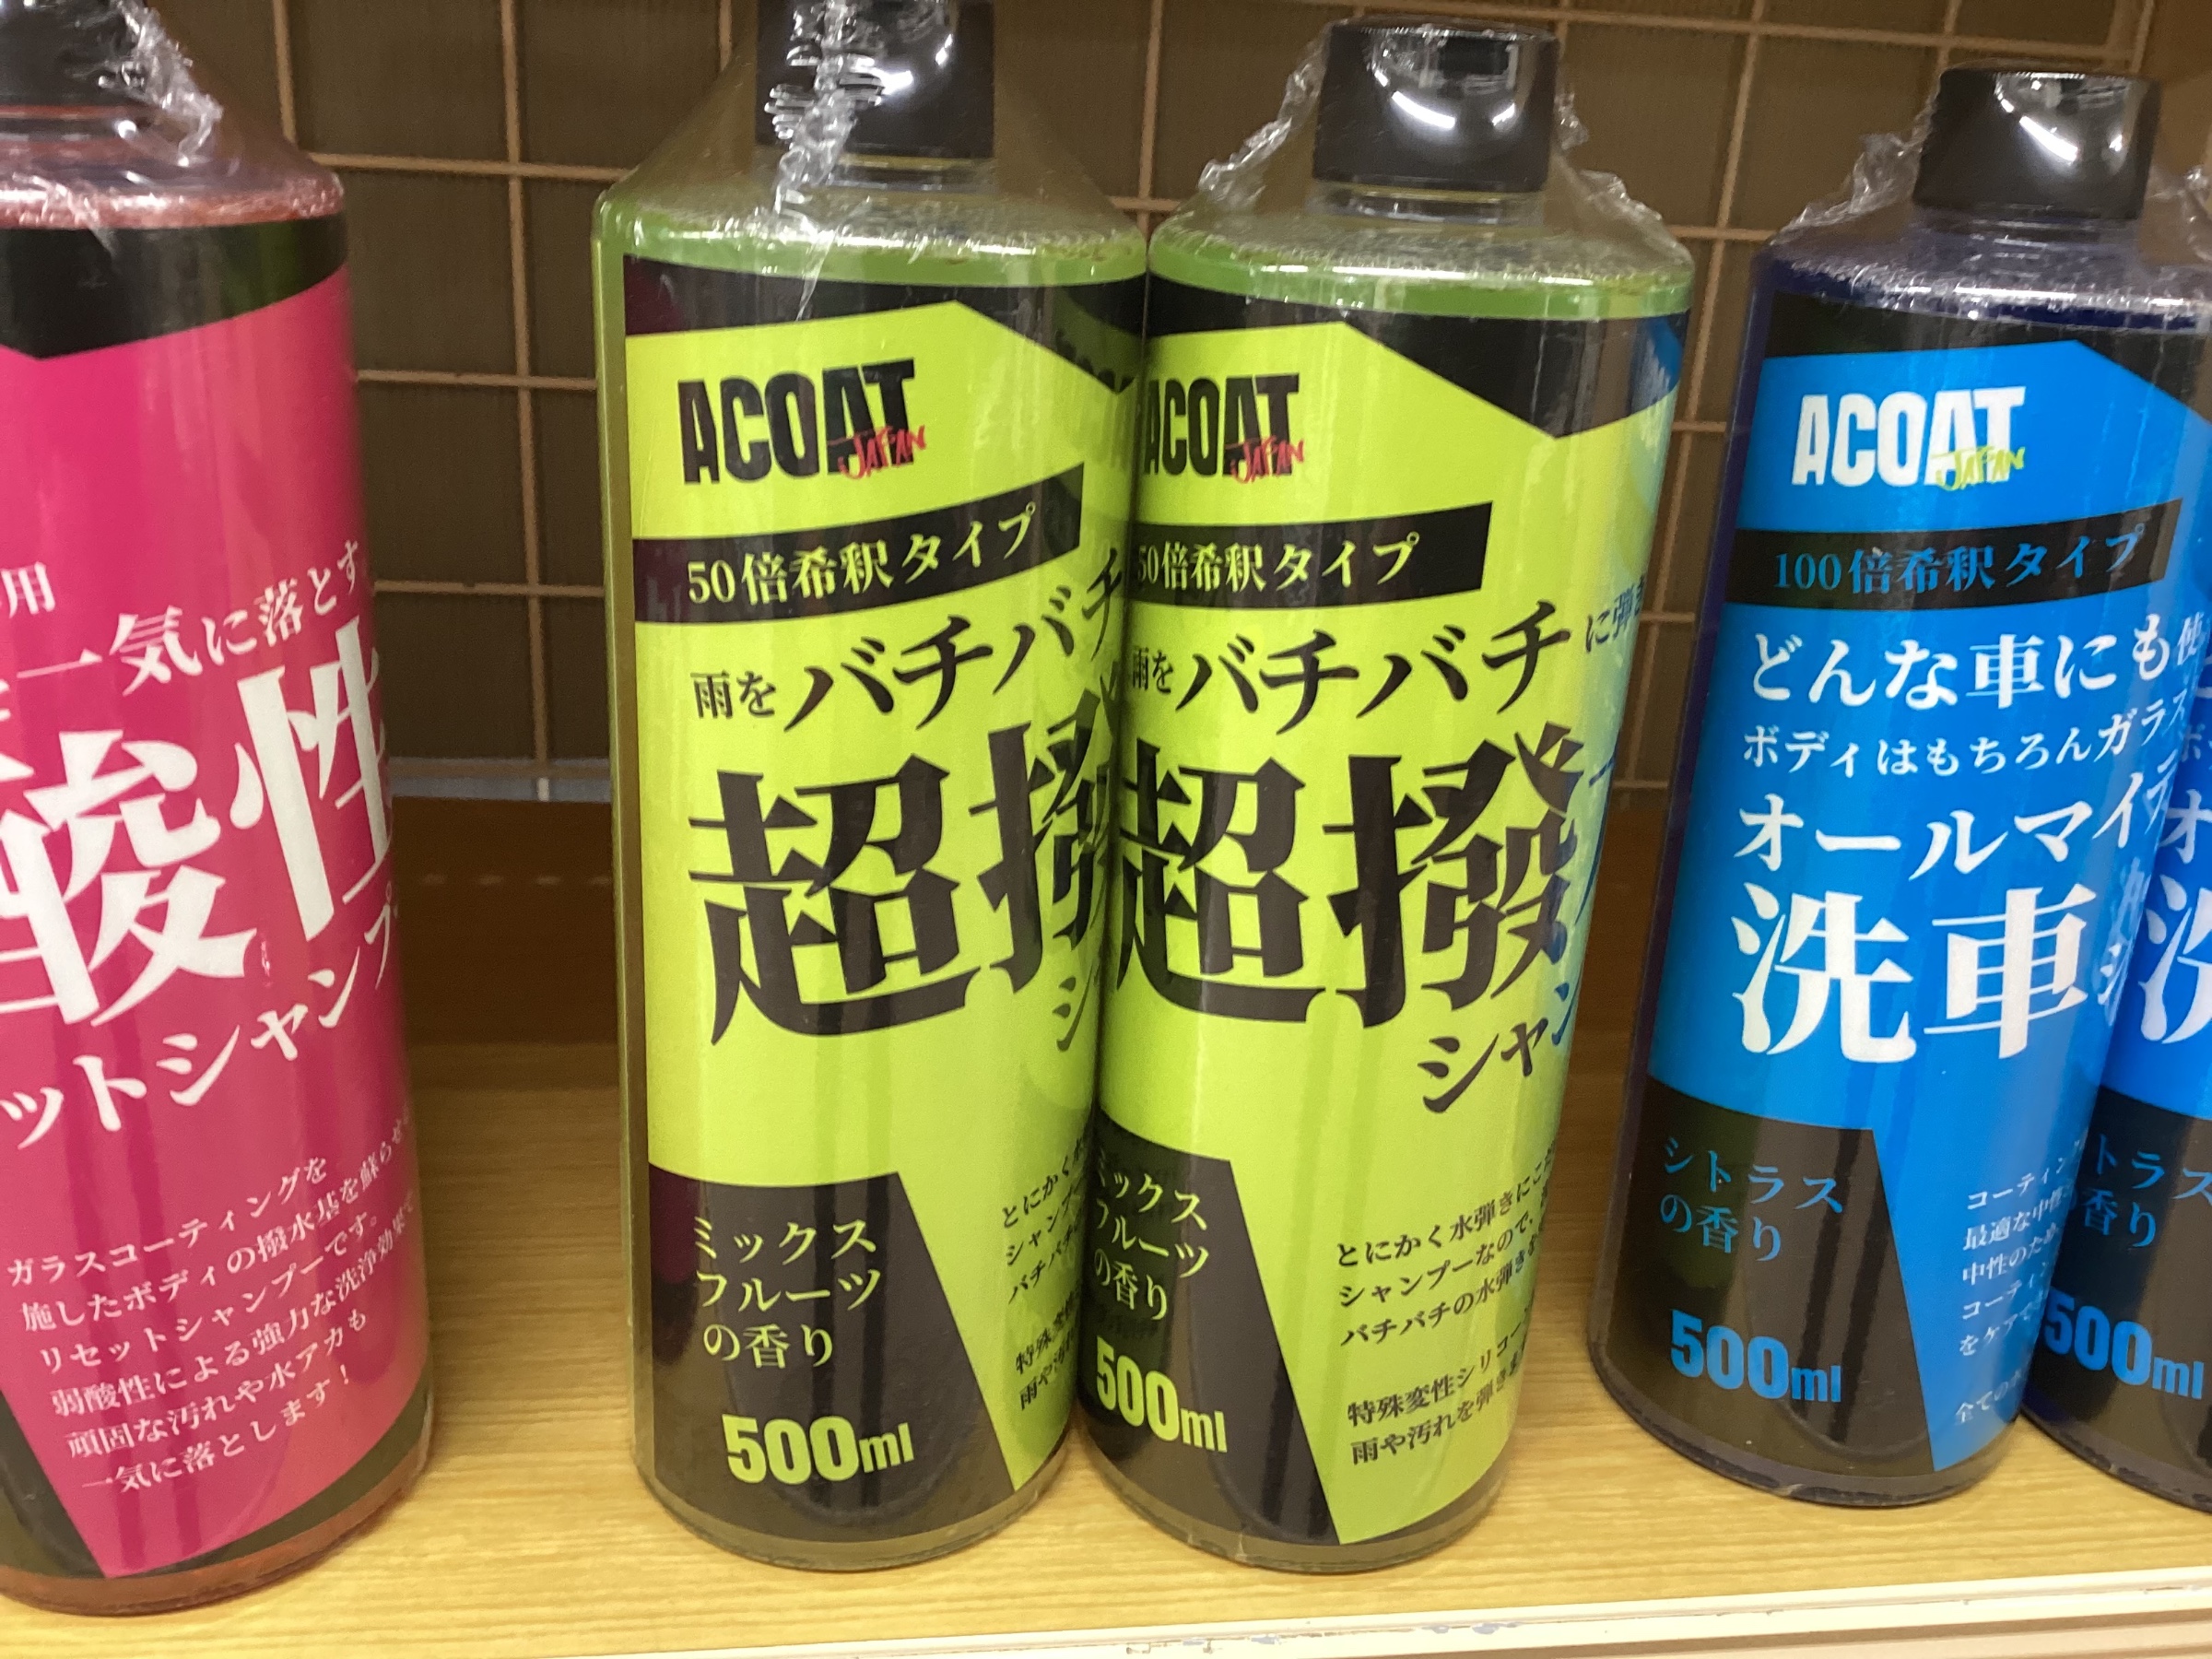 用
一気に落とす
酸性
ットシャンプ
ガラスコーティングを
施したボディの撥水基を蘇らせ
リセットシャンプーです。
弱酸性による強力な洗浄効果で
頑固な汚れや水アカも
一気に落とします！
ACOAT
JAPAN
50倍希釈タイプ
雨をバチバチ
超撥
シ
ミックス
フルーツ
の香り
500ml
とにかく水
シャンプー
バチバチ
特殊変性
雨や汚れ
ACOAT
JAPAN
50倍希釈タイプ
雨をバチバチに弾き
超撥
シャン
ミックス
フルーツ
の香り
500ml
とにかく水弾きにこ
シャンプーなので、
バチバチの水弾き
特殊変性シリコー
雨や汚れを弾き
ACOAT
JAPAN
100倍希釈タイプ
どんな車にも使
ボディはもちろんガラス
オールマイテ
洗車
シ
シトラス
の香り
500ml
コーティン
最適な中性
中性のため
コーティ
をケア
全ての
オ
洗
トラス
香り
500ml